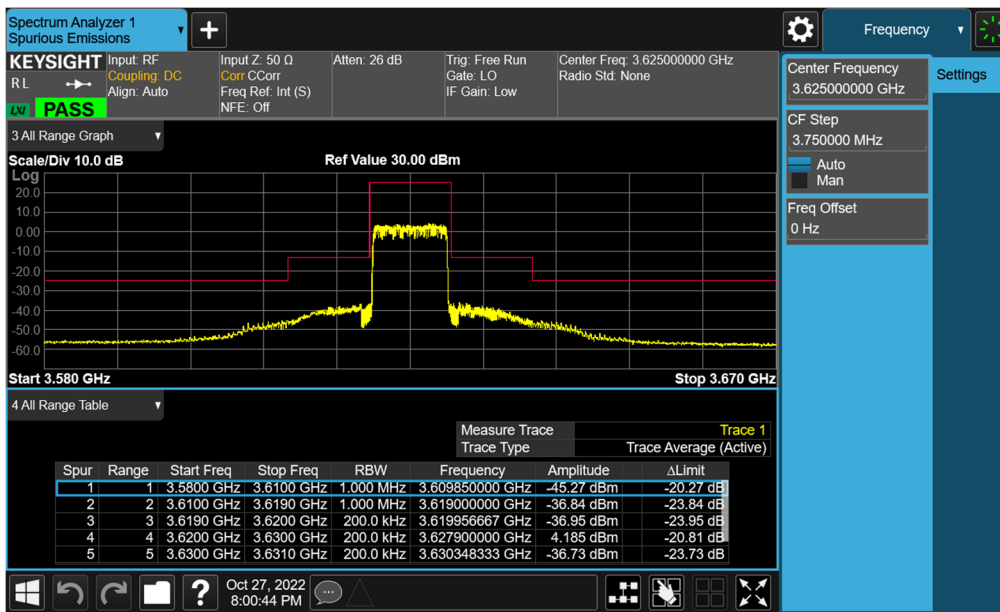 Spectrum Analyzer 1
Spurious Emissions
+
Frequency
KEYSIGHT
R L
LXI PASS
Input: RF
Coupling: DC
Align: Auto
Input Z: 50 Ω
Corr CCorr
Freq Ref: Int (S)
NFE: Off
Atten: 26 dB
Trig: Free Run
Gate: LO
IF Gain: Low
Center Freq: 3.625000000 GHz
Radio Std: None
Center Frequency
3.625000000 GHz
Settings
CF Step
3.750000 MHz
Auto
Man
Freq Offset
0 Hz
3 All Range Graph
Scale/Div 10.0 dB Ref Value 30.00 dBm
Log
20.0
10.0
0.00
-10.0
-20.0
-30.0
-40.0
-50.0
-60.0
Start 3.580 GHz Stop 3.670 GHz
4 All Range Table
Measure Trace Trace 1
Trace Type Trace Average (Active)
Spur Range Start Freq Stop Freq RBW Frequency Amplitude ΔLimit
1 1 3.5800 GHz 3.6100 GHz 1.000 MHz 3.609850000 GHz -45.27 dBm -20.27 dB
2 2 3.6100 GHz 3.6190 GHz 1.000 MHz 3.619000000 GHz -36.84 dBm -23.84 dB
3 3 3.6190 GHz 3.6200 GHz 200.0 kHz 3.619956667 GHz -36.95 dBm -23.95 dB
4 4 3.6200 GHz 3.6300 GHz 200.0 kHz 3.627900000 GHz 4.185 dBm -20.81 dB
5 5 3.6300 GHz 3.6310 GHz 200.0 kHz 3.630348333 GHz -36.73 dBm -23.73 dB
?
Oct 27, 2022
8:00:44 PM